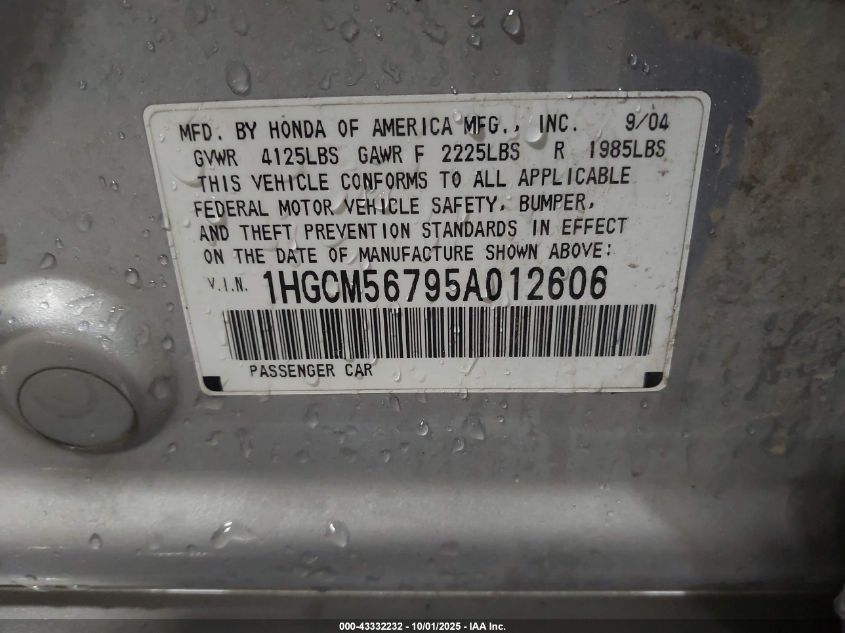 MFD. BY HONDA OF AMERICA MFG., INC. 9/04
GVWR 4125LBS GAWR F 2225LBS R 1985LBS
THIS VEHICLE CONFORMS TO ALL APPLICABLE
FEDERAL MOTOR VEHICLE SAFETY, BUMPER,
AND THEFT PREVENTION STANDARDS IN EFFECT
ON THE DATE OF MANUFACTURE SHOWN ABOVE:
V.I.N. 1HGCM56795A012606
PASSENGER CAR
000-43332232 - 10/01/2025 - IAA Inc.